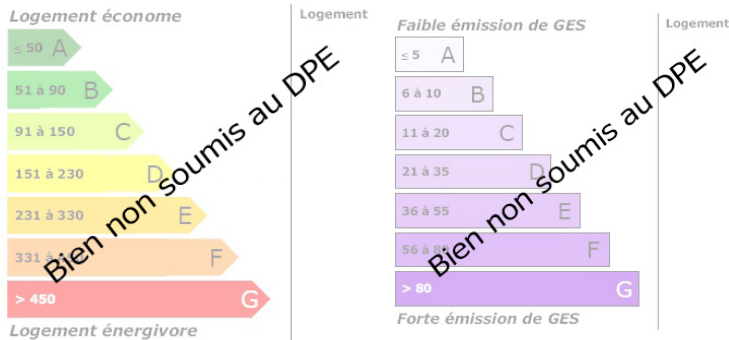 Logement économe
Logement
≤ 50 A
51 à 90 B
91 à 150 C
151 à 230 D
231 à 330 E
331 à F
> 450 G
Logement énergivore
Bien non soumis au DPE
Faible émission de GES
Logement
≤ 5 A
6 à 10 B
11 à 20 C
21 à 35 D
36 à 55 E
56 à 80 F
> 80 G
Forte émission de GES
Bien non soumis au DPE